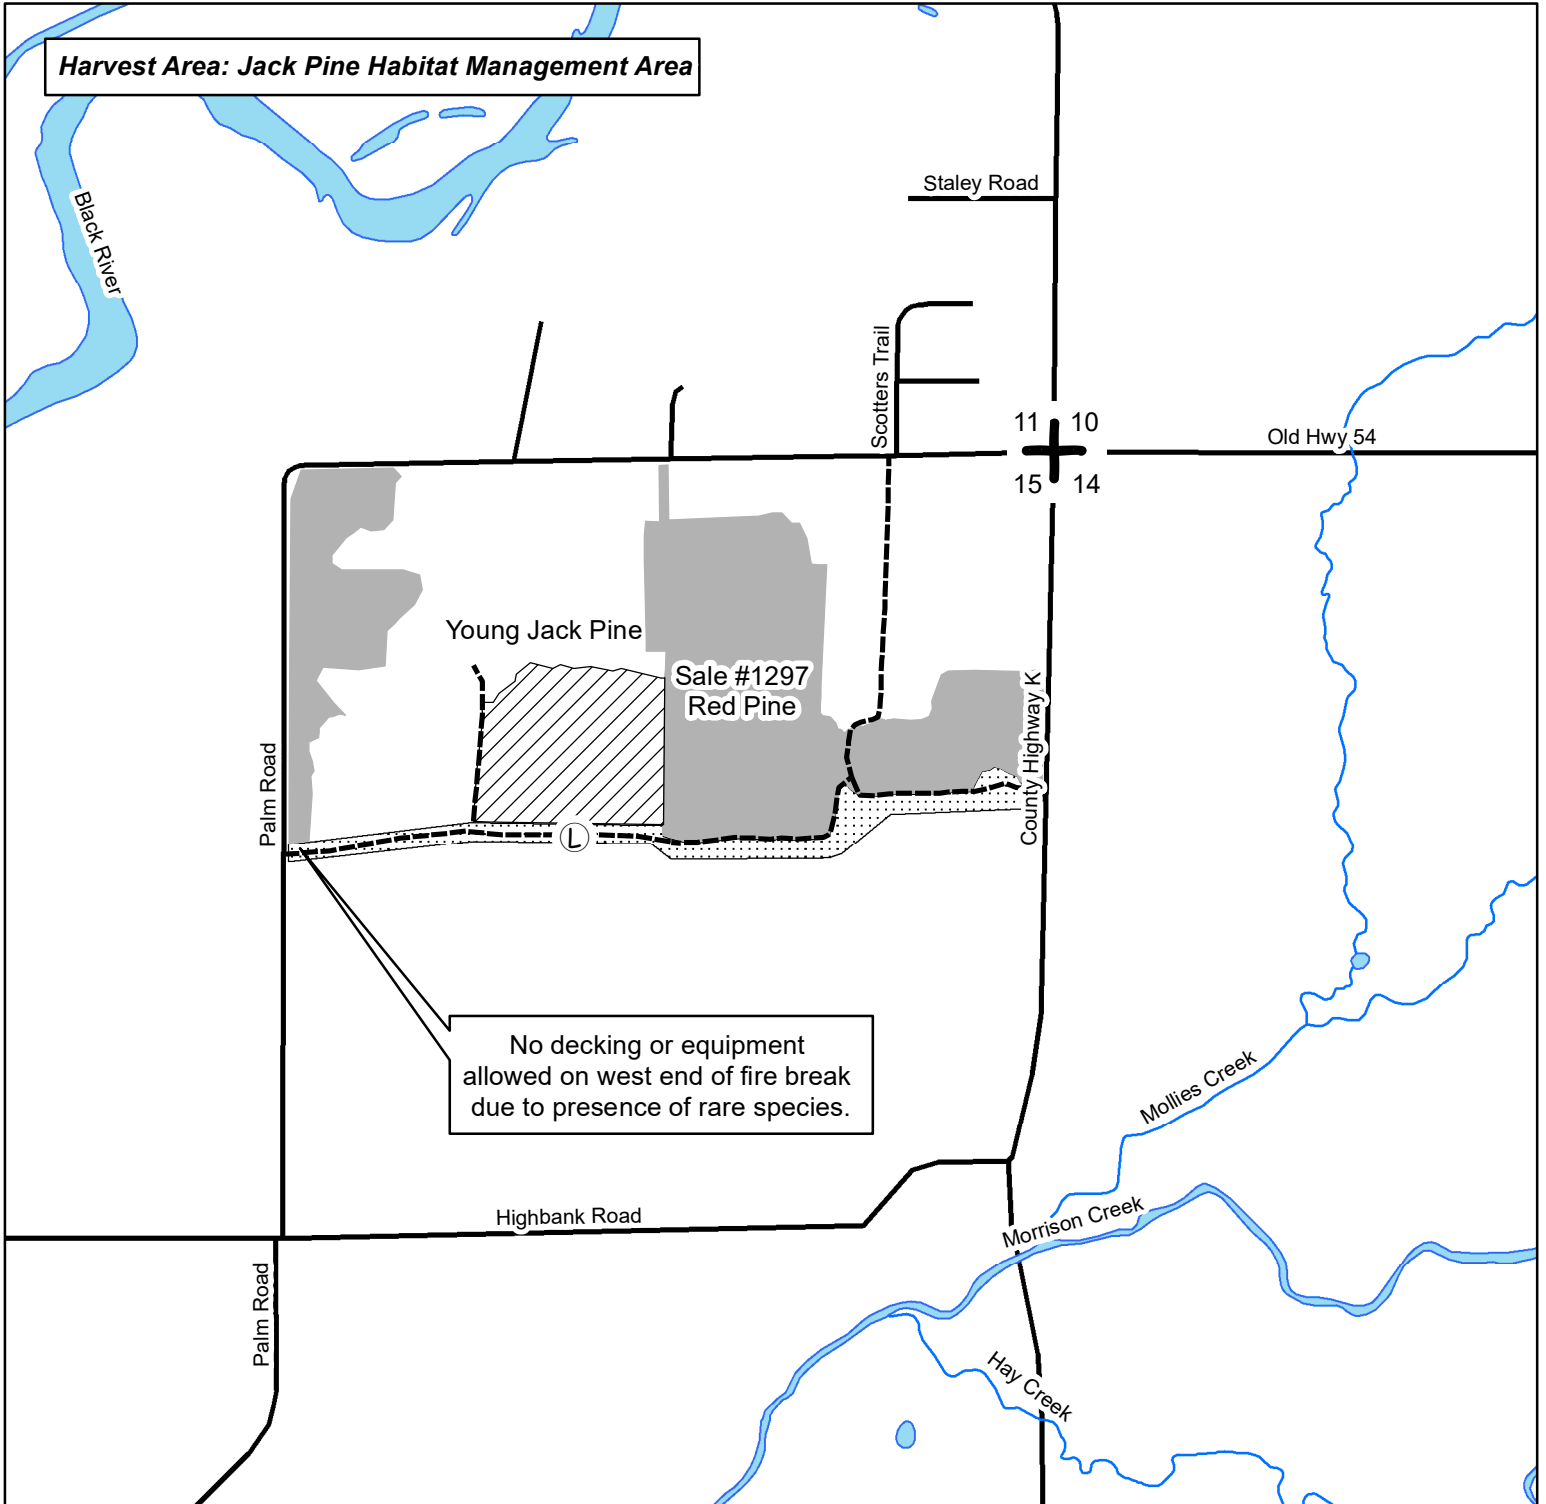 Harvest Area: Jack Pine Habitat Management Area
Staley Road
Black River
Scotters Trail
11 10
Old Hwy 54
15 14
Young Jack Pine
Sale #1297
Red Pine
County Highway K
Palm Road
L
No decking or equipment
allowed on west end of fire break
due to presence of rare species.
Mollies Creek
Highbank Road
Morrison Creek
Palm Road
Hay Creek